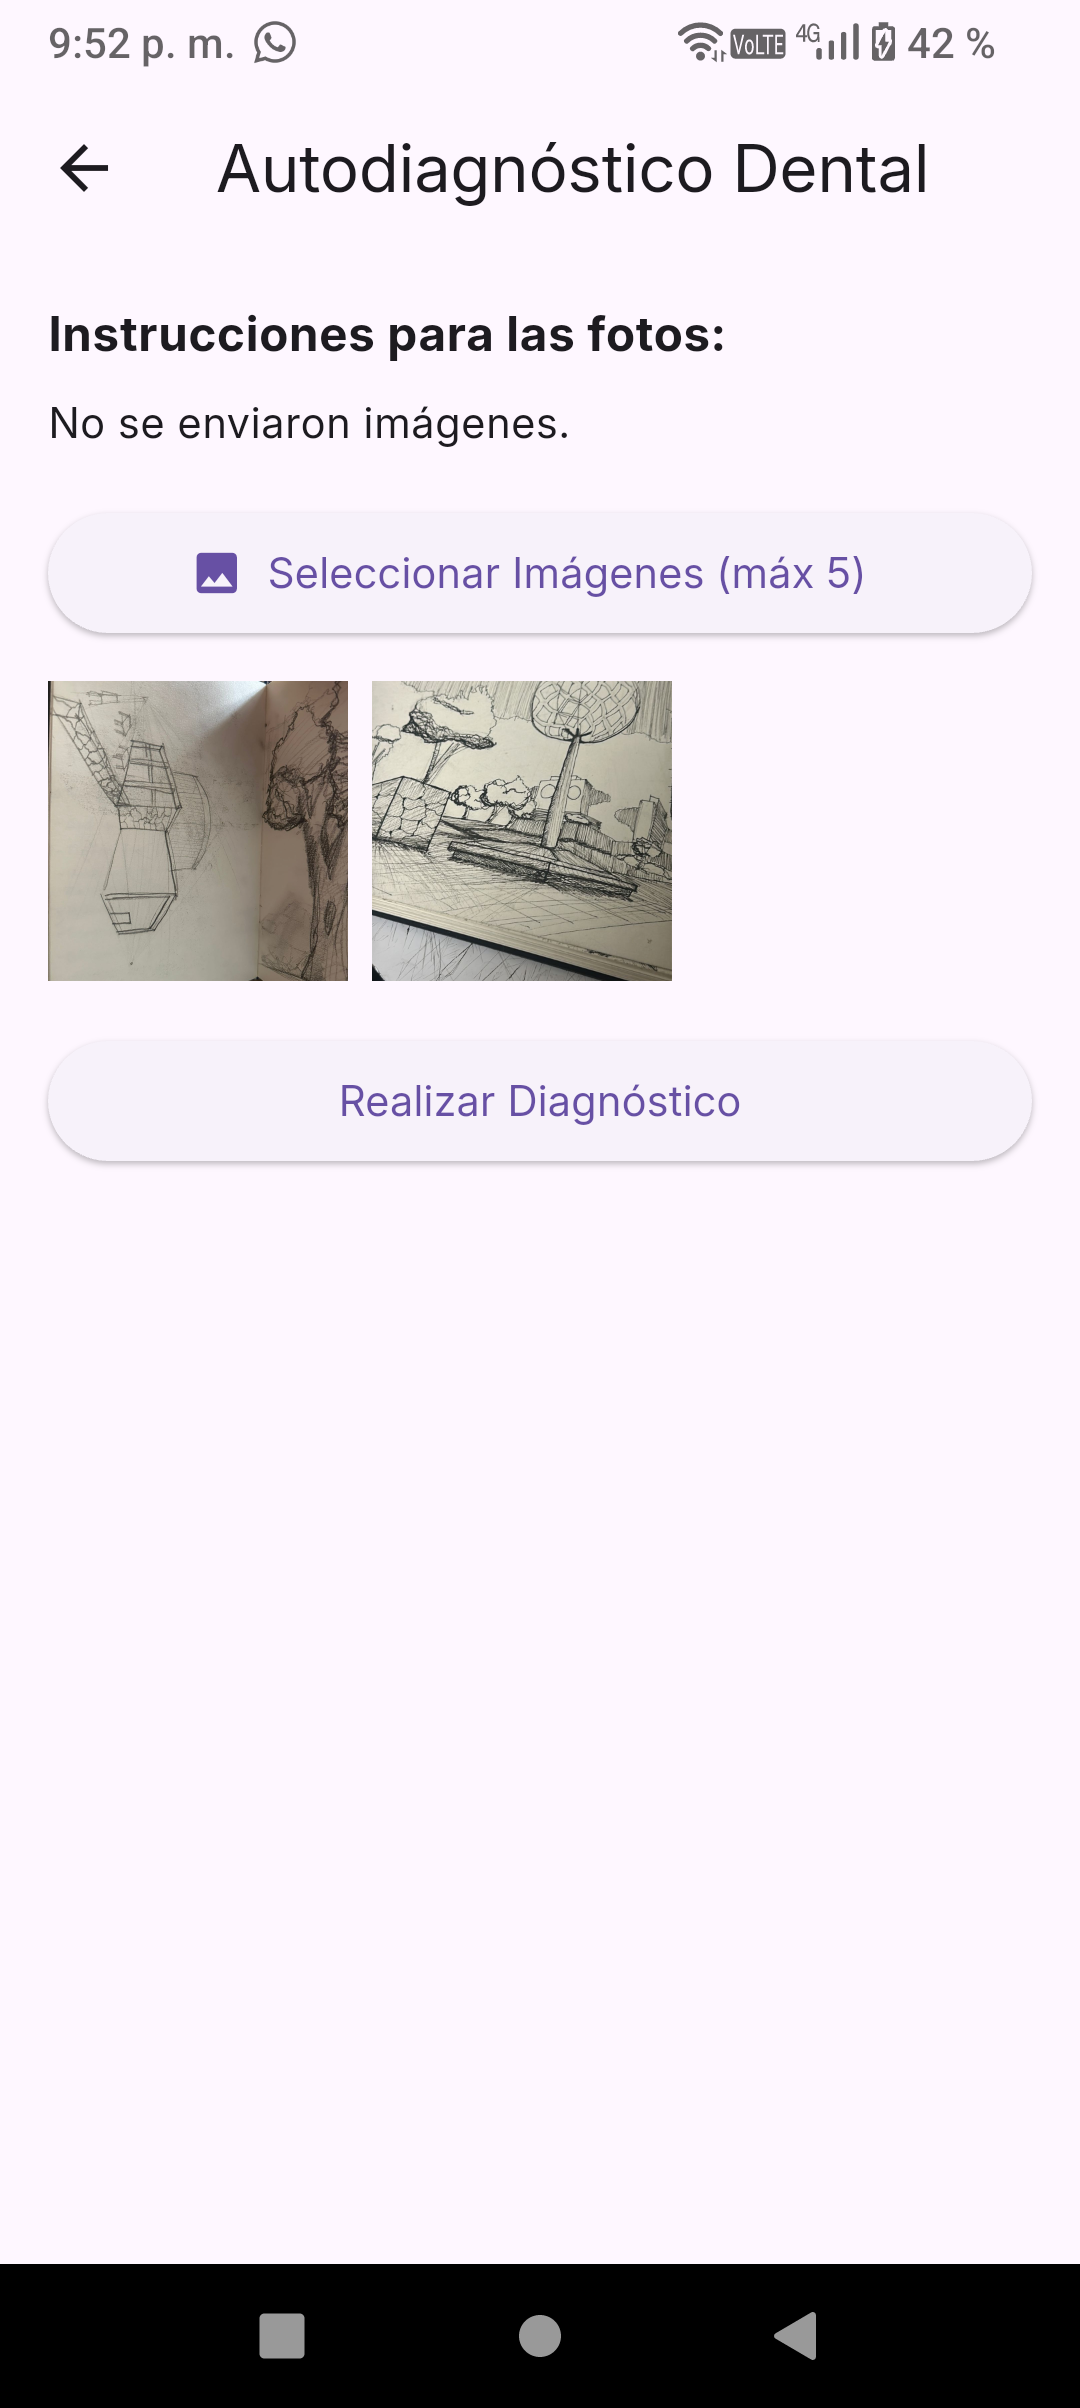 9:52 p. m.
VoLTE 4G 42 %
Autodiagnóstico Dental
Instrucciones para las fotos:
No se enviaron imágenes.
Seleccionar Imágenes (máx 5)
Realizar Diagnóstico